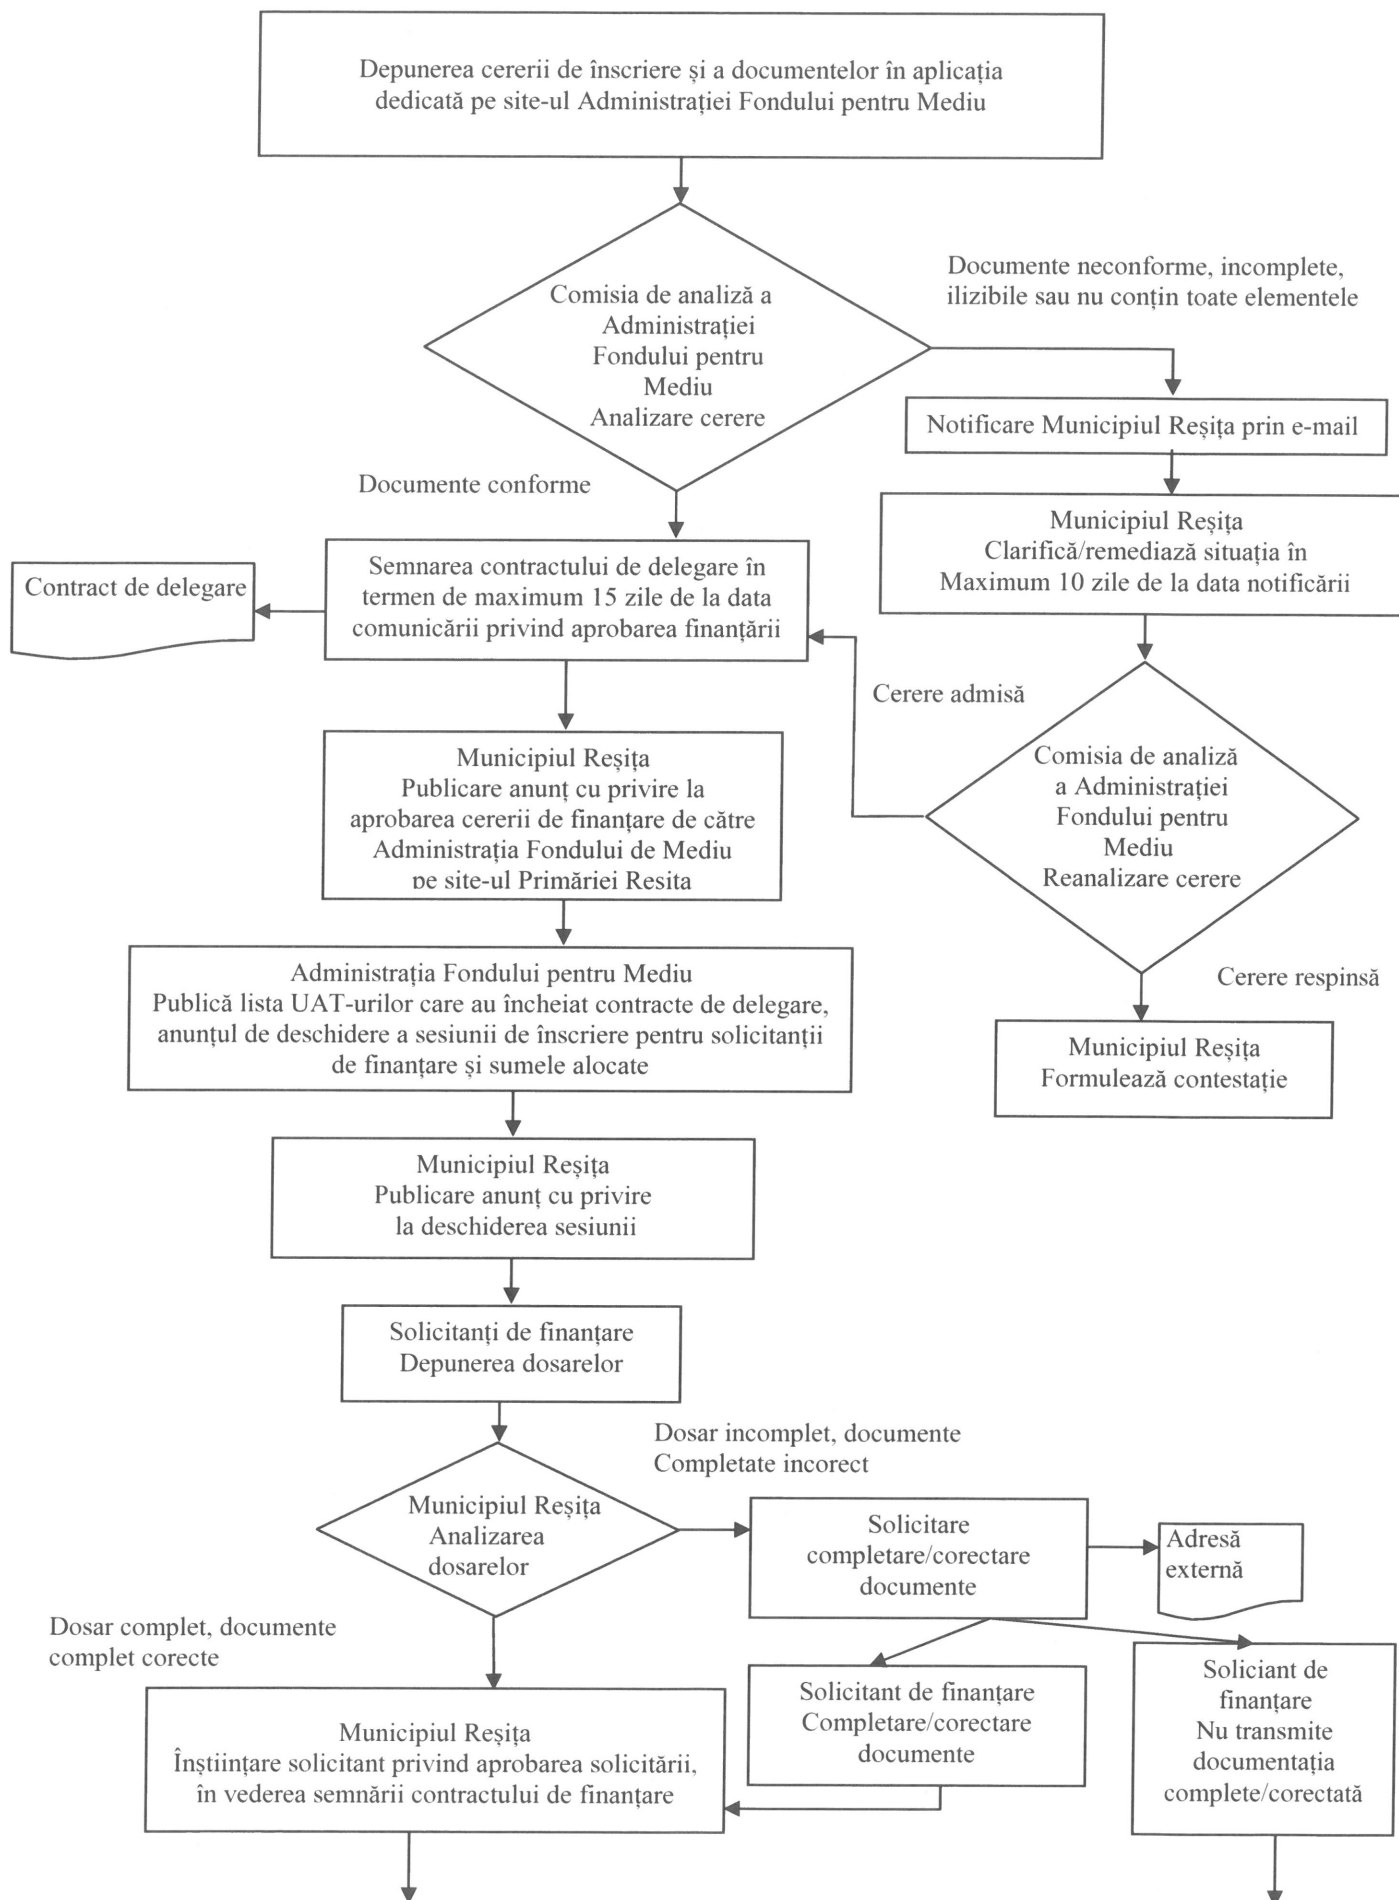 Depunerea cererii de înscriere și a documentelor în aplicația
dedicată pe site-ul Administrației Fondului pentru Mediu
Comisia de analiză a
Administrației
Fondului pentru
Mediu
Analizare cerere
Documente neconforme, incomplete,
ilizibile sau nu conțin toate elementele
Notificare Municipiul Reșița prin e-mail
Municipiul Reșița
Clarifică/remediază situația în
Maximum 10 zile de la data notificării
Documente conforme
Semnarea contractului de delegare în
termen de maximum 15 zile de la data
comunicării privind aprobarea finanțării
Contract de delegare
Cerere admisă
Comisia de analiză
a Administrației
Fondului pentru
Mediu
Reanalizare cerere
Cerere respinsă
Municipiul Reșița
Formulează contestație
Municipiul Reșița
Publicare anunț cu privire la
aprobarea cererii de finanțare de către
Administrația Fondului de Mediu
pe site-ul Primăriei Resita
Administrația Fondului pentru Mediu
Publică lista UAT-urilor care au încheiat contracte de delegare,
anunțul de deschidere a sesiunii de înscriere pentru solicitanții
de finanțare și sumele alocate
Municipiul Reșița
Publicare anunț cu privire
la deschiderea sesiunii
Solicitanți de finanțare
Depunerea dosarelor
Municipiul Reșița
Analizarea
dosarelor
Dosar incomplet, documente
Completate incorect
Solicitare
completare/corectare
documente
Adresă
externă
Dosar complet, documente
complet corecte
Municipiul Reșița
Înștiințare solicitant privind aprobarea solicitării,
în vederea semnării contractului de finanțare
Solicitant de finanțare
Completare/corectare
documente
Soliciant de
finanțare
Nu transmite
documentația
complete/corectată